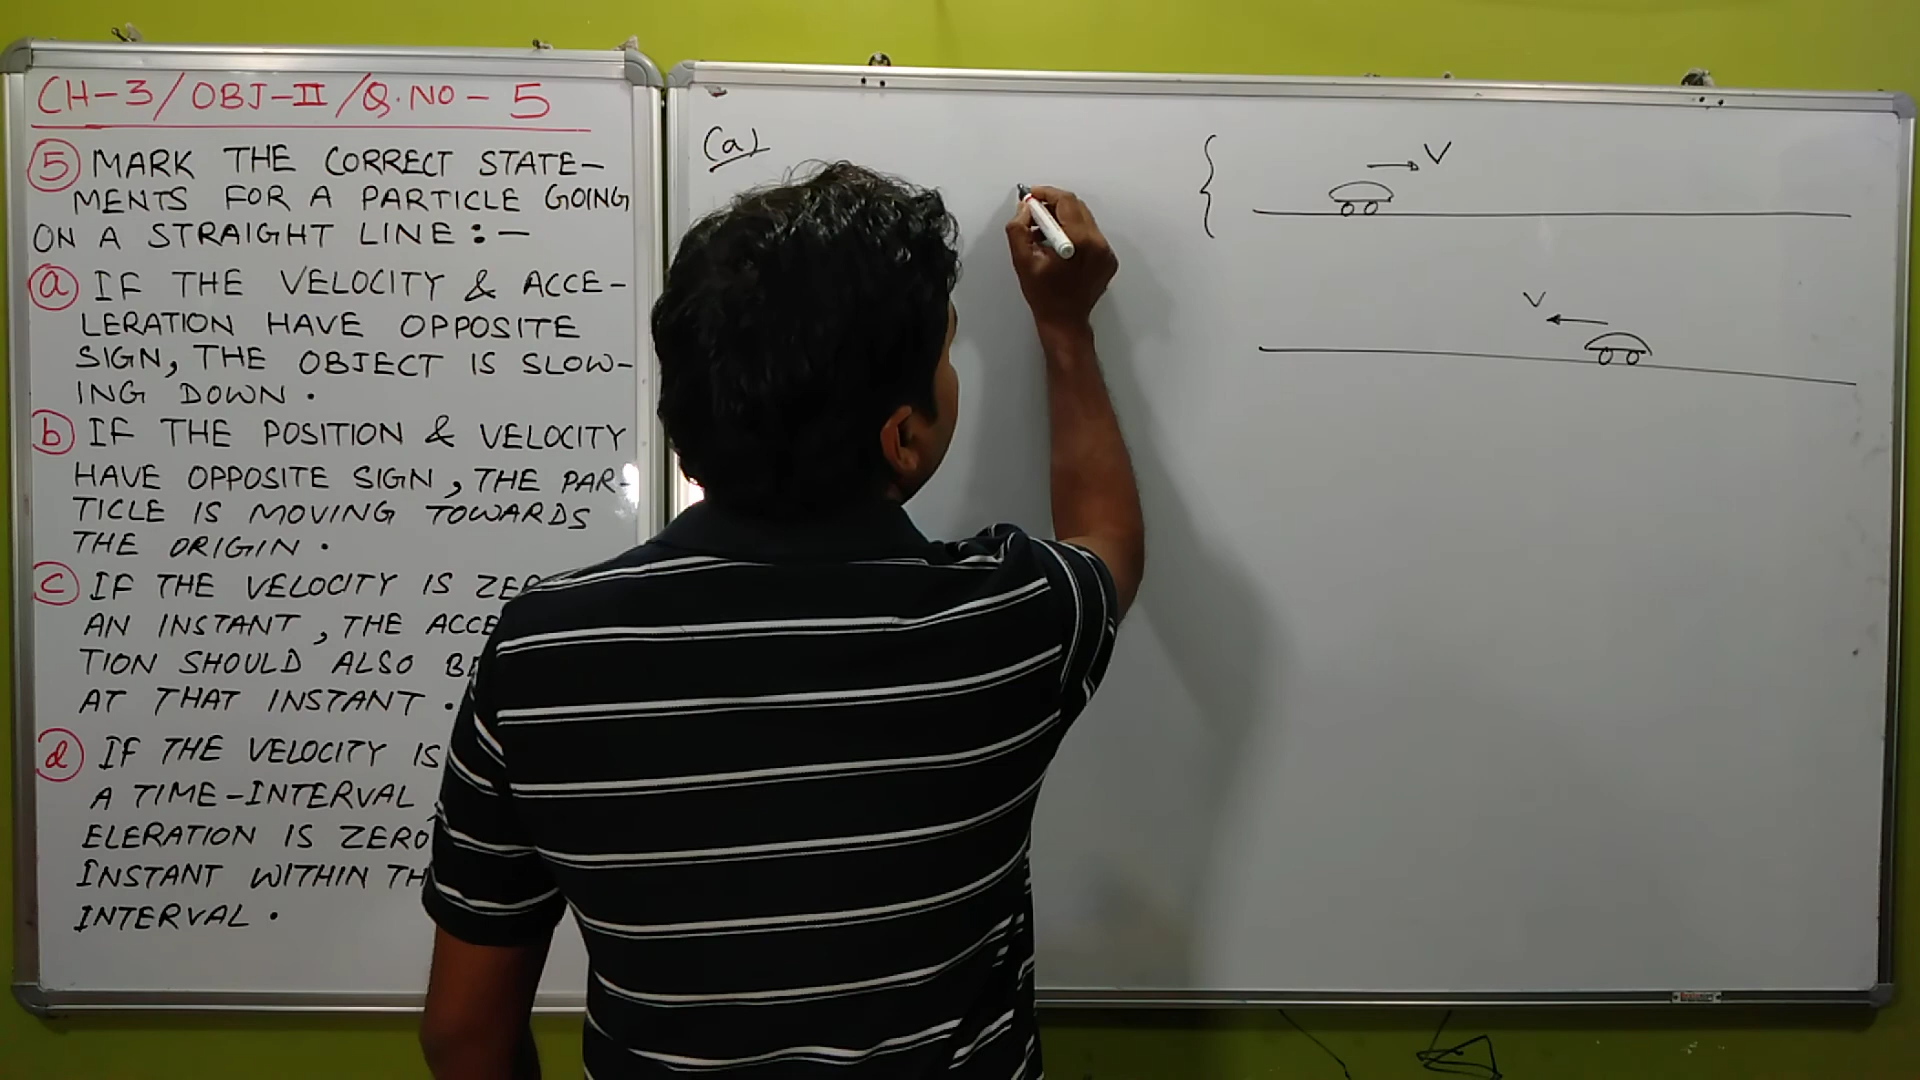 CH-3/OBJ-II/Q.NO-5
5 MARK THE CORRECT STATE-
MENTS FOR A PARTICLE GOING
ON A STRAIGHT LINE:-
a IF THE VELOCITY & ACCE-
LERATION HAVE OPPOSITE
SIGN, THE OBJECT IS SLOW-
ING DOWN.
b IF THE POSITION & VELOCITY
HAVE OPPOSITE SIGN, THE PAR-
TICLE IS MOVING TOWARDS
THE ORIGIN.
c IF THE VELOCITY IS
AN INSTANT, THE
TION SHOULD ALSO
AT THAT INSTANT.
d IF THE VELOCITY IS
A TIME-INTERVAL
ELERATION IS ZERO
INSTANT WITHIN
INTERVAL.
(a)
V
V